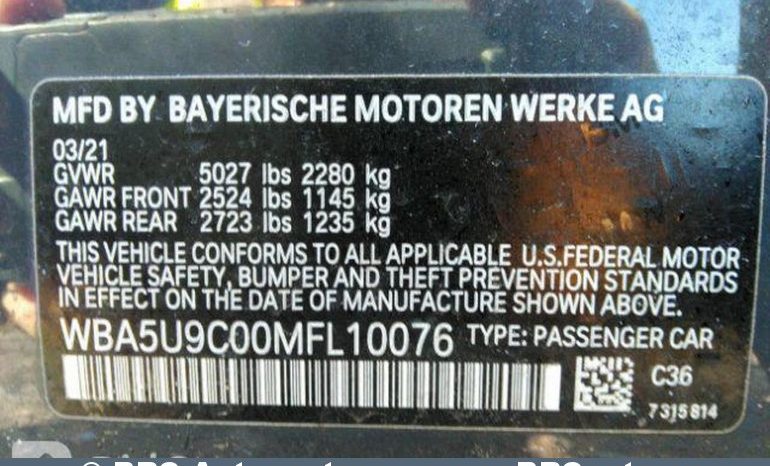 MFD BY BAYERISCHE MOTOREN WERKE AG
03/21
GVWR 5027 lbs 2280 kg
GAWR FRONT 2524 lbs 1145 kg
GAWR REAR 2723 lbs 1235 kg
THIS VEHICLE CONFORMS TO ALL APPLICABLE U.S.FEDERAL MOTOR
VEHICLE SAFETY, BUMPER AND THEFT PREVENTION STANDARDS
IN EFFECT ON THE DATE OF MANUFACTURE SHOWN ABOVE.
WBA5U9C00MFL10076 TYPE: PASSENGER CAR
C36
7315814